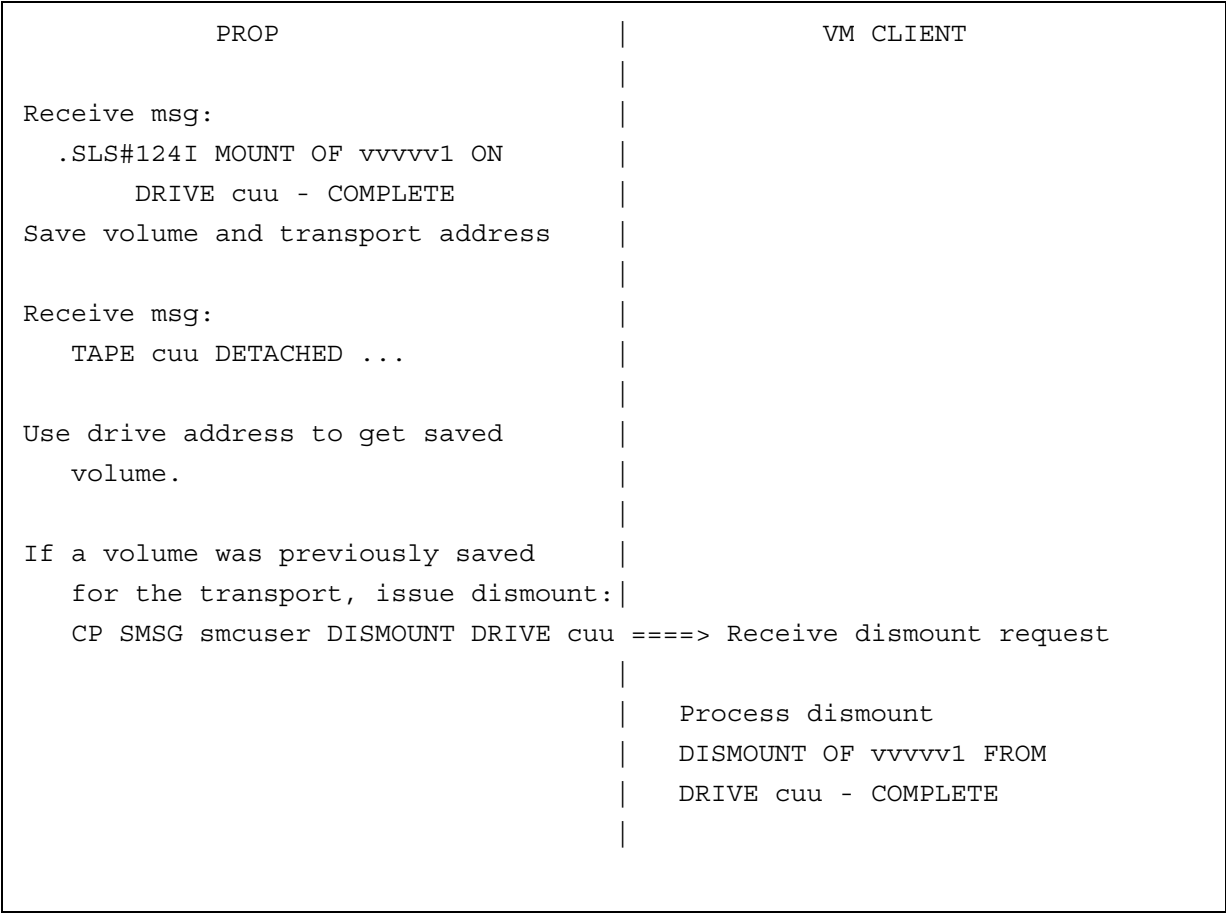 PROP | VM CLIENT
|
Receive msg: |
.SLS#124I MOUNT OF vvvvv1 ON |
DRIVE cuu - COMPLETE |
Save volume and transport address |
|
Receive msg: |
TAPE cuu DETACHED ... |
|
Use drive address to get saved |
volume. |
|
If a volume was previously saved |
for the transport, issue dismount:|
CP SMSG smcuser DISMOUNT DRIVE cuu ====> Receive dismount request
|
| Process dismount
| DISMOUNT OF vvvvv1 FROM
| DRIVE cuu - COMPLETE
|